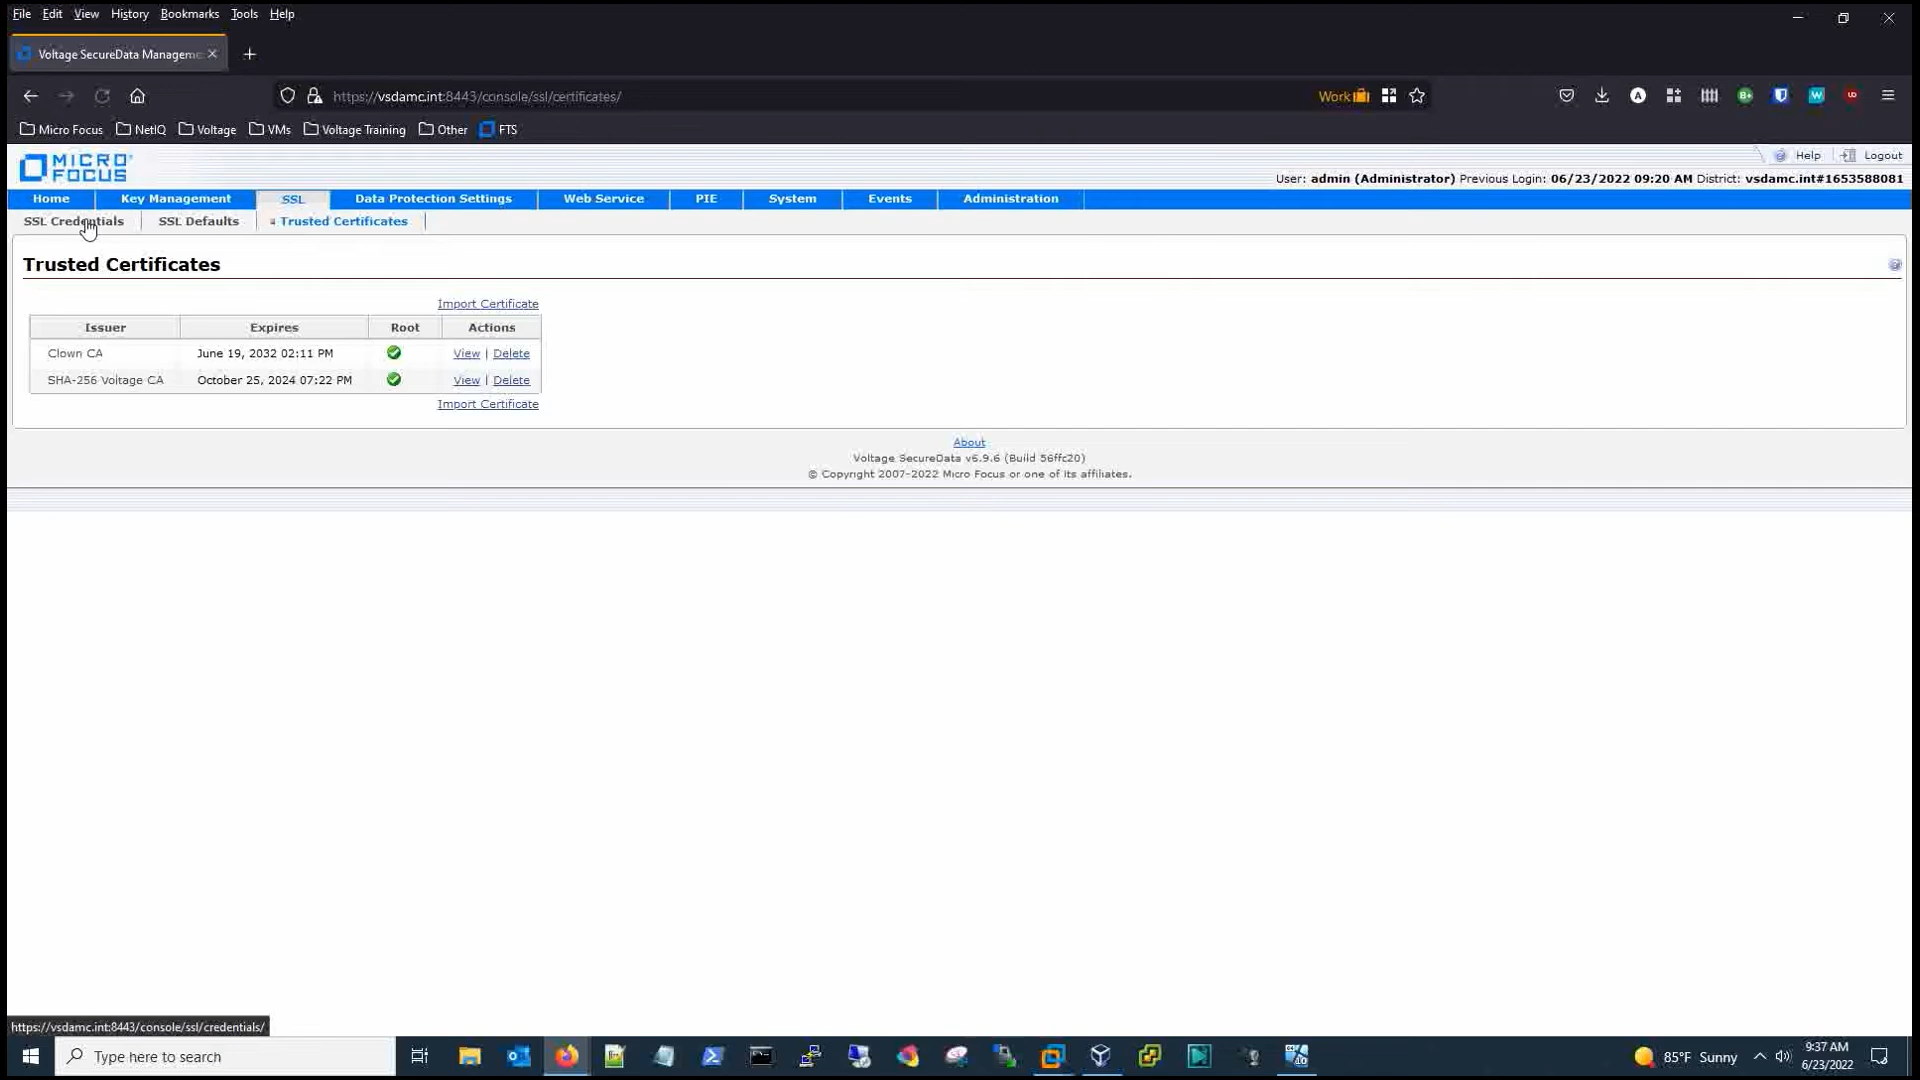 File Edit View History Bookmarks Tools Help
Voltage SecureData Manageme
https://vsdamc.int:8443/console/ssl/certificates/
Work
Micro Focus NetIQ Voltage VMs Voltage Training Other FTS
MICRO
FOCUS
Help Logout
User: admin (Administrator) Previous Login: 06/23/2022 09:20 AM District: vsdamc.int#1653588081
Home Key Management SSL Data Protection Settings Web Service PIE System Events Administration
SSL Credentials SSL Defaults Trusted Certificates
Trusted Certificates
Import Certificate
Issuer Expires Root Actions
Clown CA June 19, 2032 02:11 PM View | Delete
SHA-256 Voltage CA October 25, 2024 07:22 PM View | Delete
Import Certificate
About
Voltage SecureData v6.9.6 (Build 56ffc20)
© Copyright 2007-2022 Micro Focus or one of its affiliates.
https://vsdamc.int:8443/console/ssl/credentials/
Type here to search
85°F Sunny
9:37 AM
6/23/2022